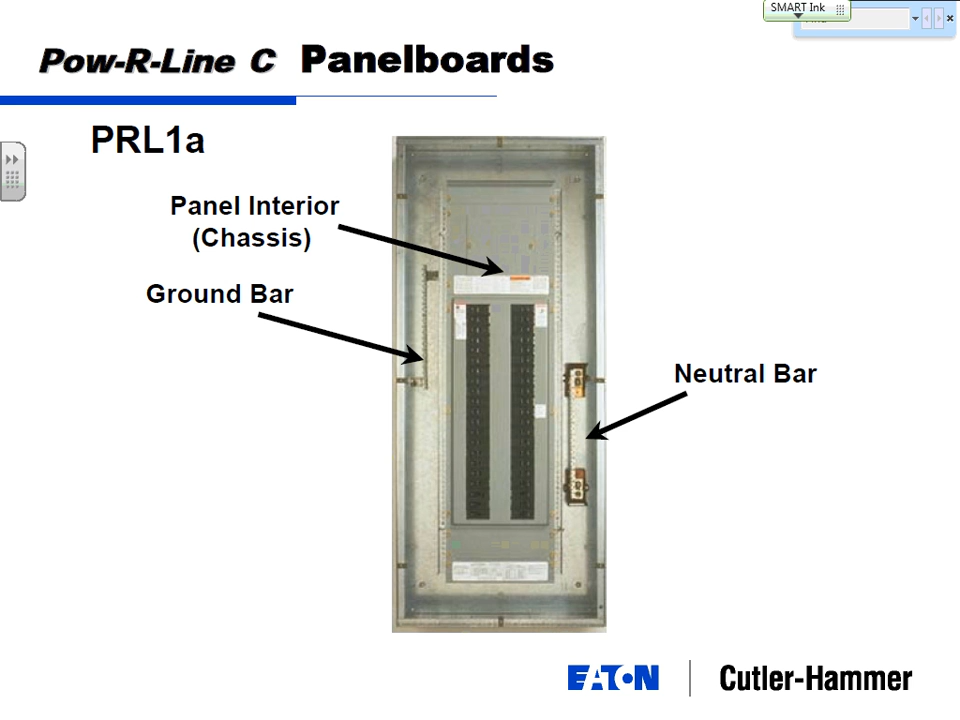 SMART Ink
Pow-R-Line C Panelboards
PRL1a
Panel Interior
(Chassis)
Ground Bar
Neutral Bar
EATON
Cutler-Hammer